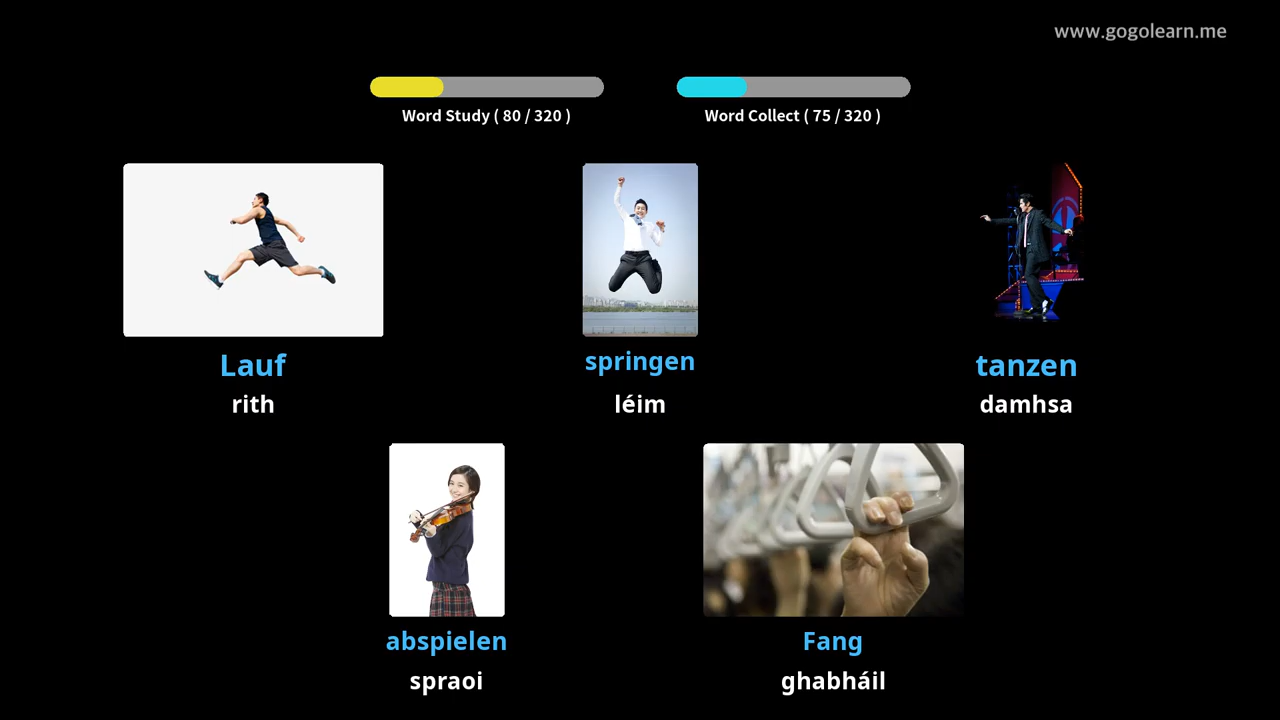 www.gogolearn.me
Word Study ( 80 / 320 )
Word Collect ( 75 / 320 )
Lauf
rith
springen
léim
tanzen
damhsa
abspielen
spraoi
Fang
ghabháil